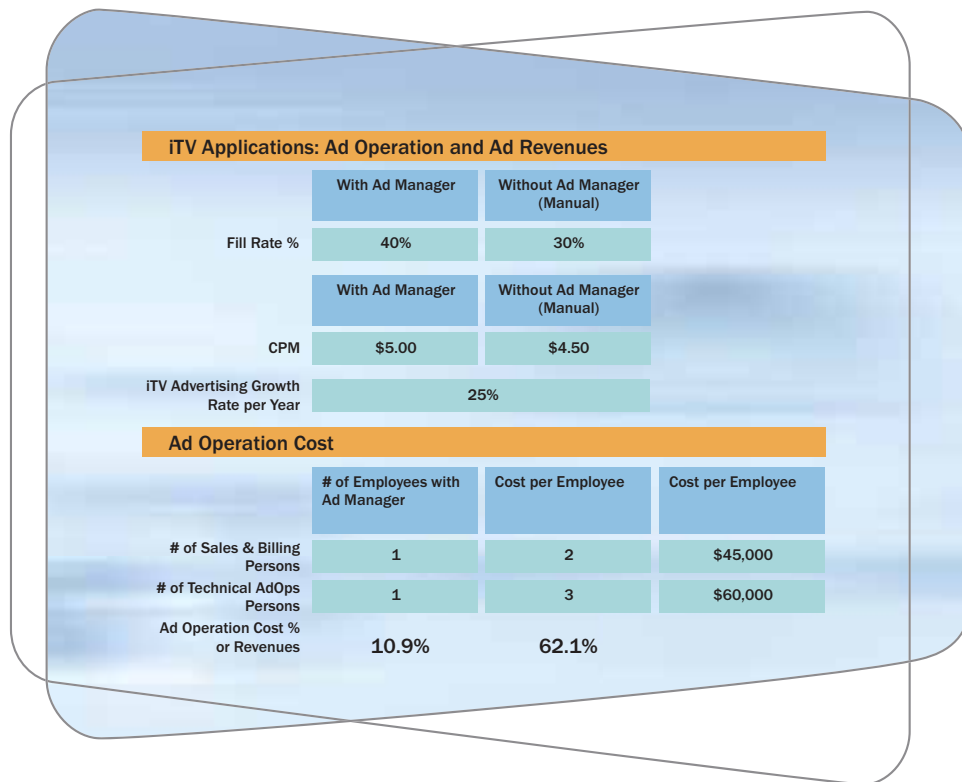 iTV Applications: Ad Operation and Ad Revenues
With Ad Manager
Without Ad Manager
(Manual)
Fill Rate %
40%
30%
With Ad Manager
Without Ad Manager
(Manual)
CPM
$5.00
$4.50
iTV Advertising Growth
Rate per Year
25%
Ad Operation Cost
# of Employees with
Ad Manager
Cost per Employee
Cost per Employee
# of Sales & Billing
Persons
1
2
$45,000
# of Technical AdOps
Persons
1
3
$60,000
Ad Operation Cost %
or Revenues
10.9%
62.1%